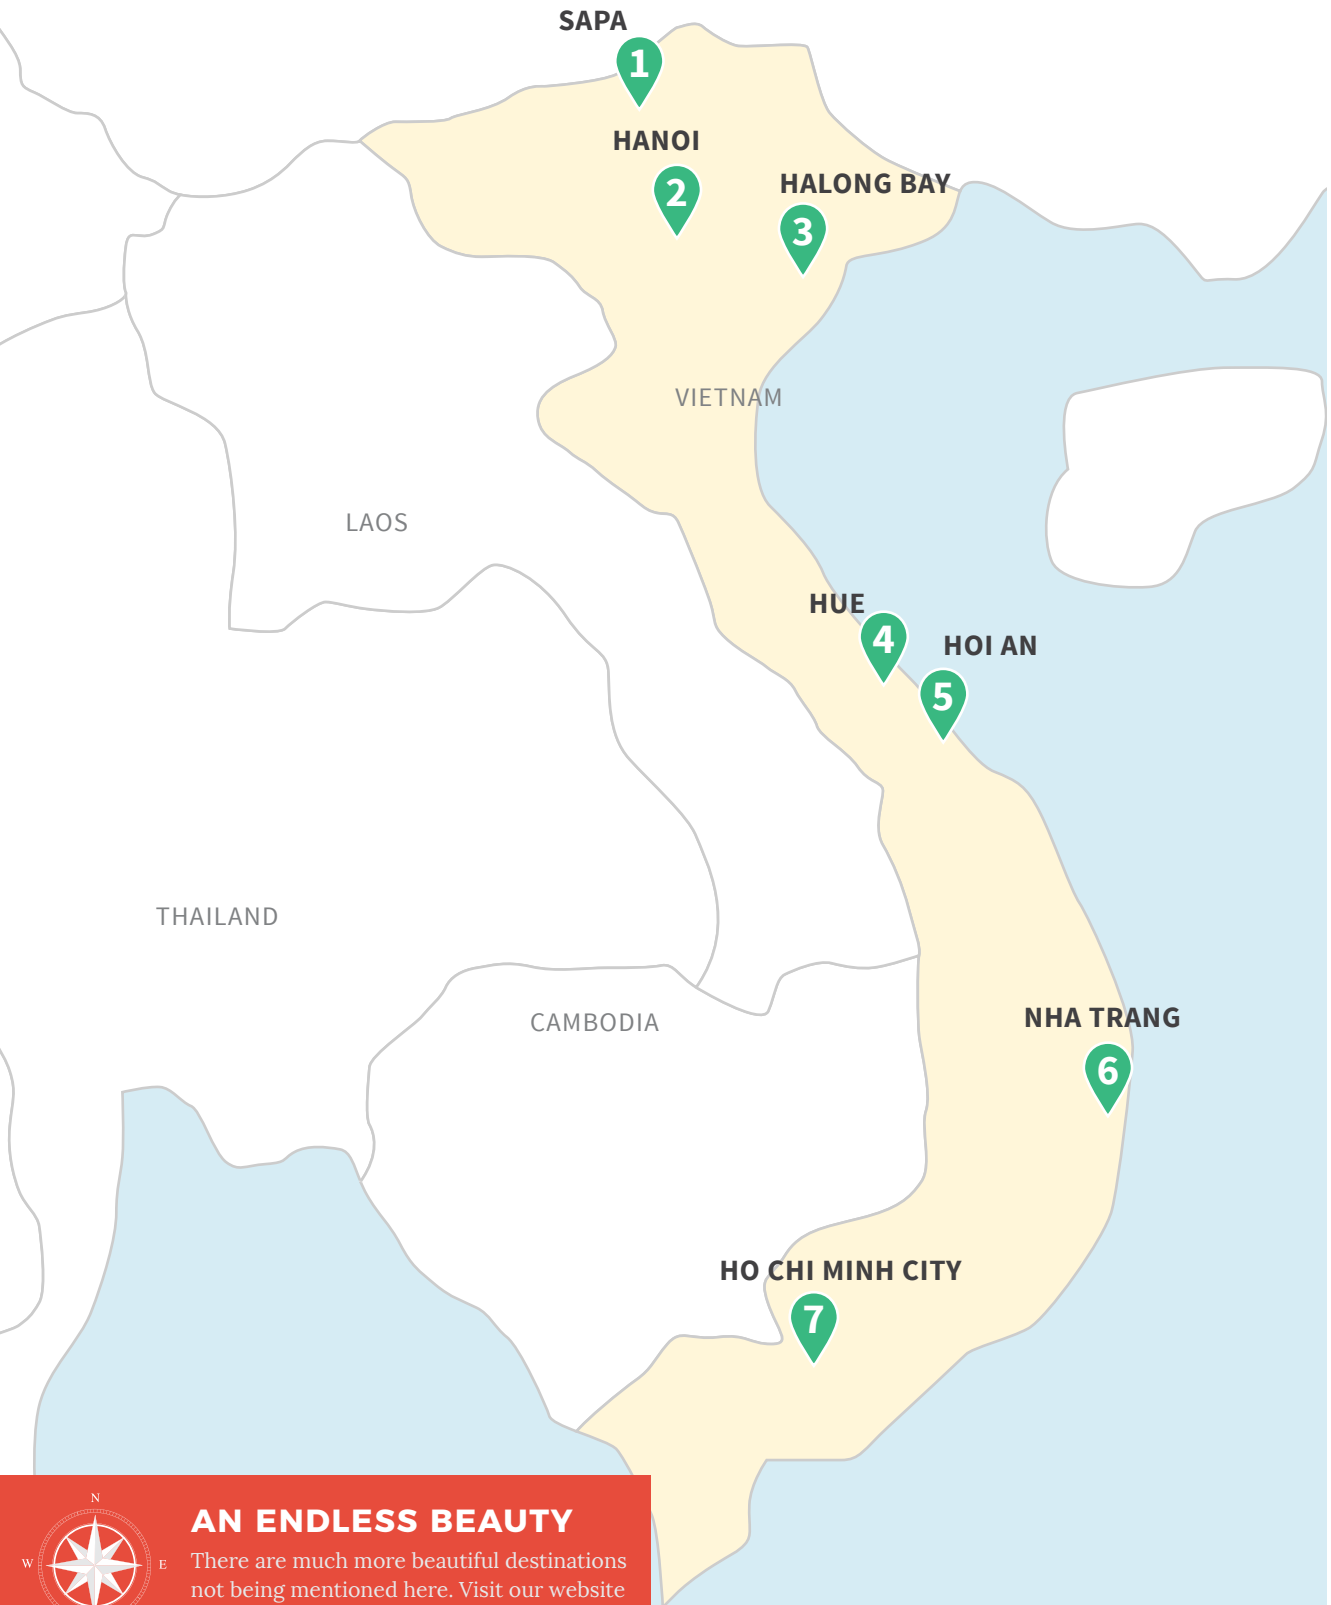 SAPA
1
HANOI
2
HALONG BAY
3
VIETNAM
LAOS
HUE
4
HOI AN
5
THAILAND
CAMBODIA
NHA TRANG
6
HO CHI MINH CITY
7
N
W
E
AN ENDLESS BEAUTY
There are much more beautiful destinations
not being mentioned here. Visit our website